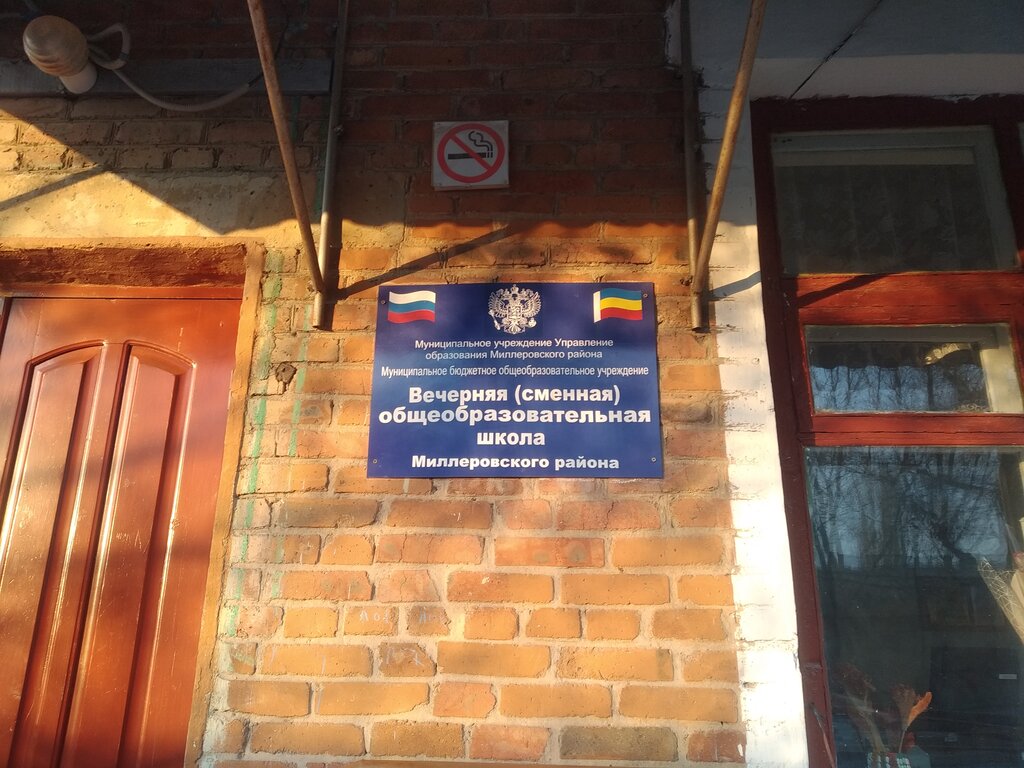 Муниципальное учреждение Управление
образования Миллеровского района
Муниципальное бюджетное общеобразовательное учреждение
Вечерняя (сменная)
общеобразовательная
школа
Миллеровского района